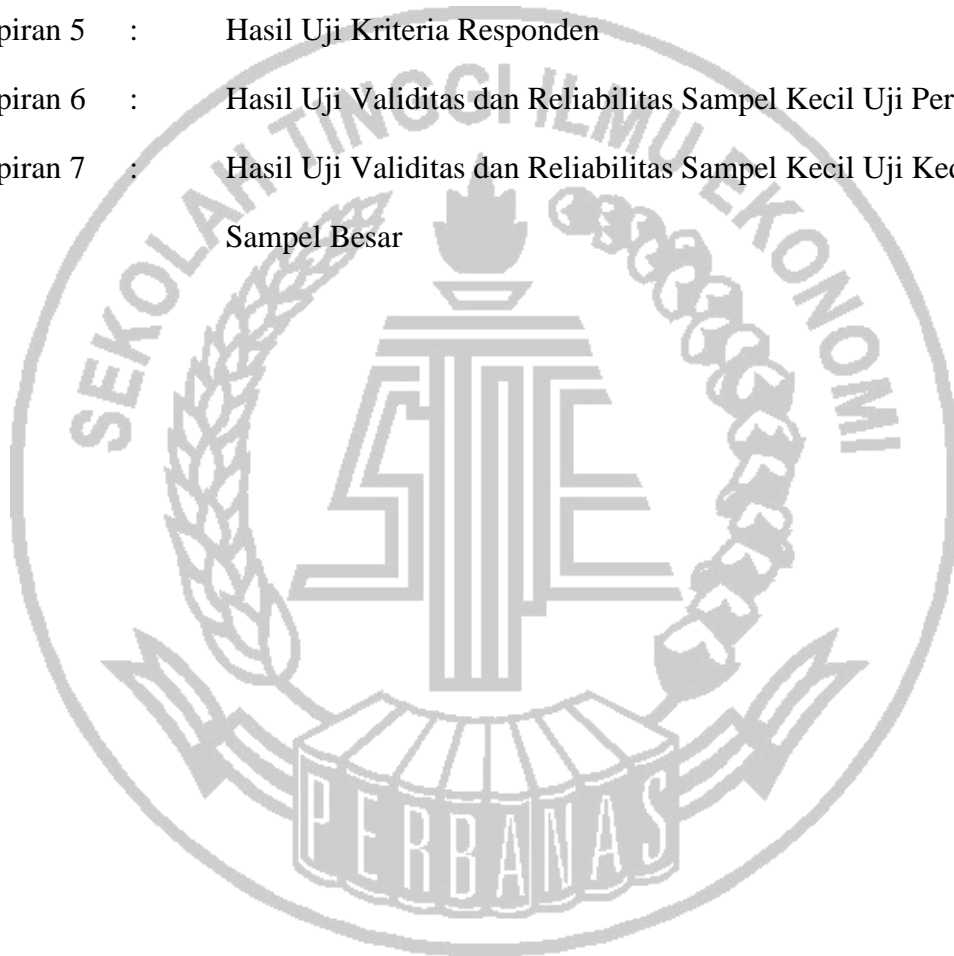 piran 5 : Hasil Uji Kriteria Responden
piran 6 : Hasil Uji Validitas dan Reliabilitas Sampel Kecil Uji Per
piran 7 : Hasil Uji Validitas dan Reliabilitas Sampel Kecil Uji Ked
Sampel Besar
SEKOLAH TINGGI ILMU EKONOMI
PERBANAS